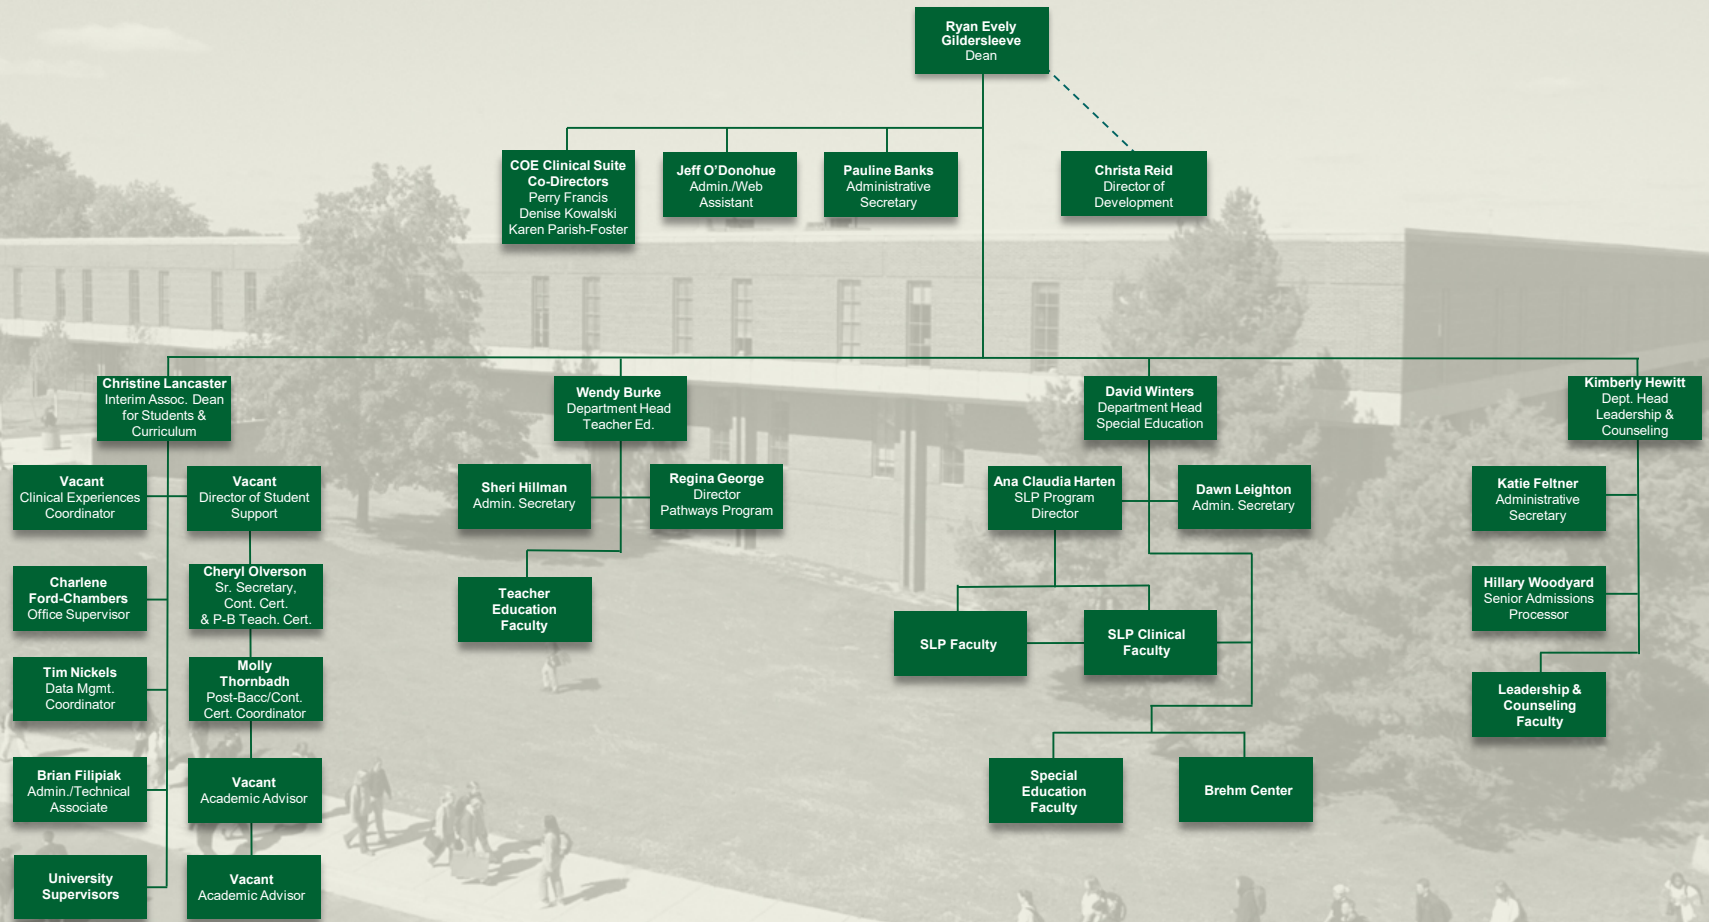 Ryan Evely
Gildersleeve
Dean
COE Clinical Suite
Co-Directors
Perry Francis
Denise Kowalski
Karen Parish-Foster
Jeff O’Donohue
Admin./Web
Assistant
Pauline Banks
Administrative
Secretary
Christa Reid
Director of
Development
Christine Lancaster
Interim Assoc. Dean
for Students &
Curriculum
Wendy Burke
Department Head
Teacher Ed.
David Winters
Department Head
Special Education
Kimberly Hewitt
Dept. Head
Leadership &
Counseling
Vacant
Clinical Experiences
Coordinator
Vacant
Director of Student
Support
Charlene
Ford-Chambers
Office Supervisor
Cheryl Olverson
Sr. Secretary,
Cont. Cert.
& P-B Teach. Cert.
Tim Nickels
Data Mgmt.
Coordinator
Molly
Thornbadh
Post-Bacc/Cont.
Cert. Coordinator
Brian Filipiak
Admin./Technical
Associate
Vacant
Academic Advisor
University
Supervisors
Vacant
Academic Advisor
Sheri Hillman
Admin. Secretary
Regina George
Director
Pathways Program
Teacher
Education
Faculty
Ana Claudia Harten
SLP Program
Director
Dawn Leighton
Admin. Secretary
SLP Faculty
SLP Clinical
Faculty
Special
Education
Faculty
Brehm Center
Katie Feltner
Administrative
Secretary
Hillary Woodyard
Senior Admissions
Processor
Leadership &
Counseling
Faculty